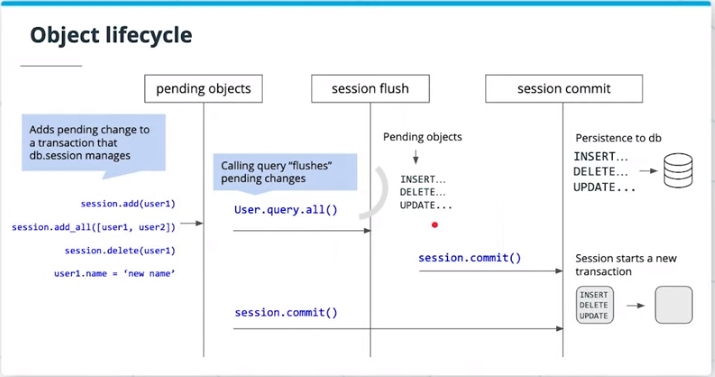 Object lifecycle
pending objects
session flush
session commit
Adds pending change to
a transaction that
db.session manages
session.add(user1)
session.add_all([user1, user2])
session.delete(user1)
user1.name = ‘new name’
Calling query “flushes”
pending changes
User.query.all()
session.commit()
Pending objects
INSERT...
DELETE...
UPDATE...
session.commit()
Persistence to db
INSERT...
DELETE...
UPDATE...
Session starts a new
transaction
INSERT
DELETE
UPDATE